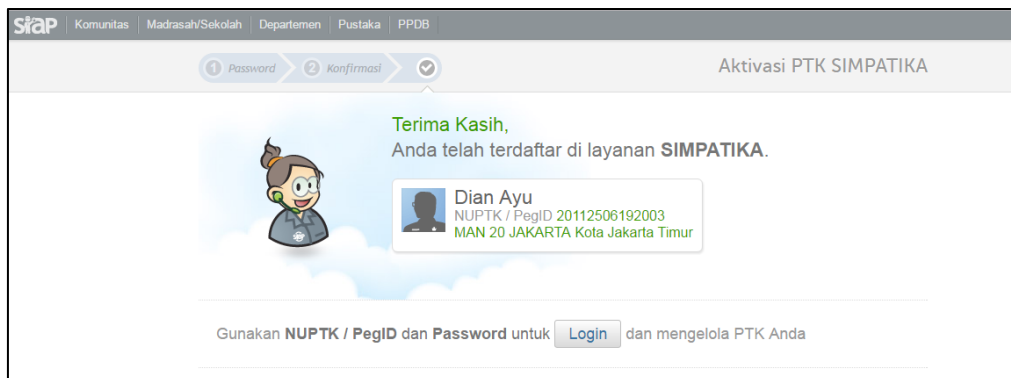 siap Komunitas Madrasah/Sekolah Departemen Pustaka PPDB
1 Password 2 Konfirmasi
Aktivasi PTK SIMPATIKA
Terima Kasih,
Anda telah terdaftar di layanan SIMPATIKA.
Dian Ayu
NUPTK / PegID 20112506192003
MAN 20 JAKARTA Kota Jakarta Timur
Gunakan NUPTK / PegID dan Password untuk Login dan mengelola PTK Anda